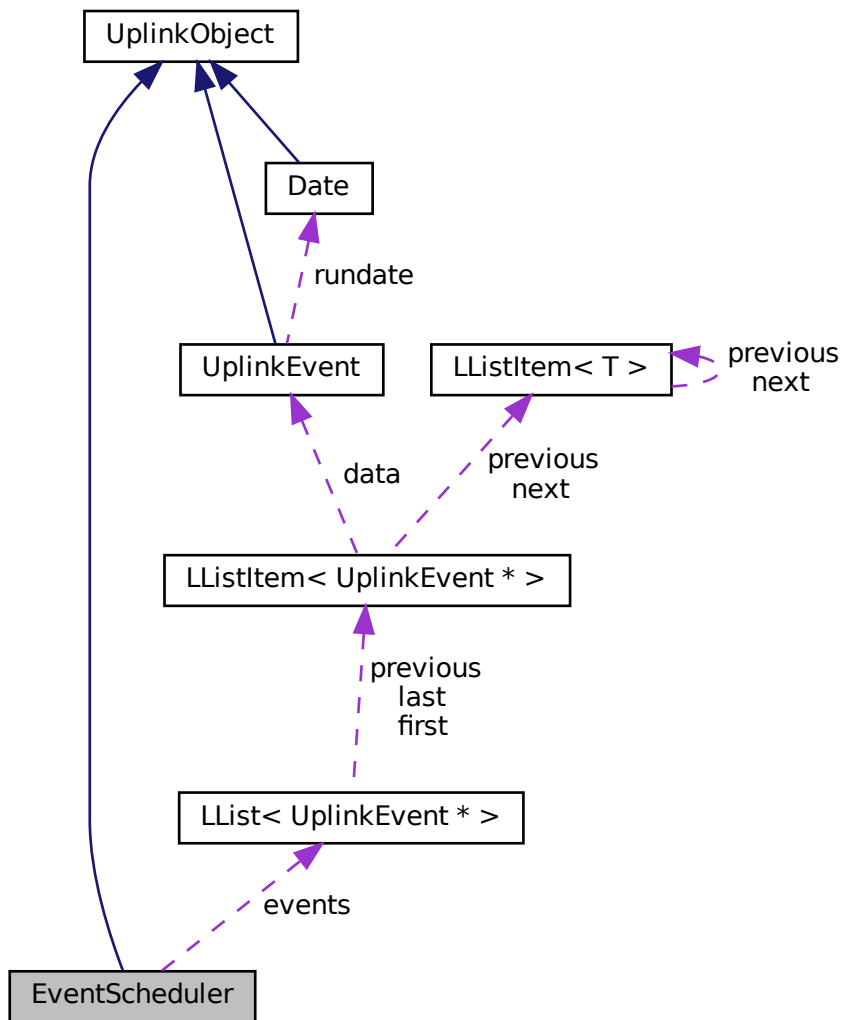 UplinkObject
Date
rundate
UplinkEvent
LListItem< T >
previous
next
data
previous
next
LListItem< UplinkEvent * >
previous
last
first
LList< UplinkEvent * >
events
EventScheduler